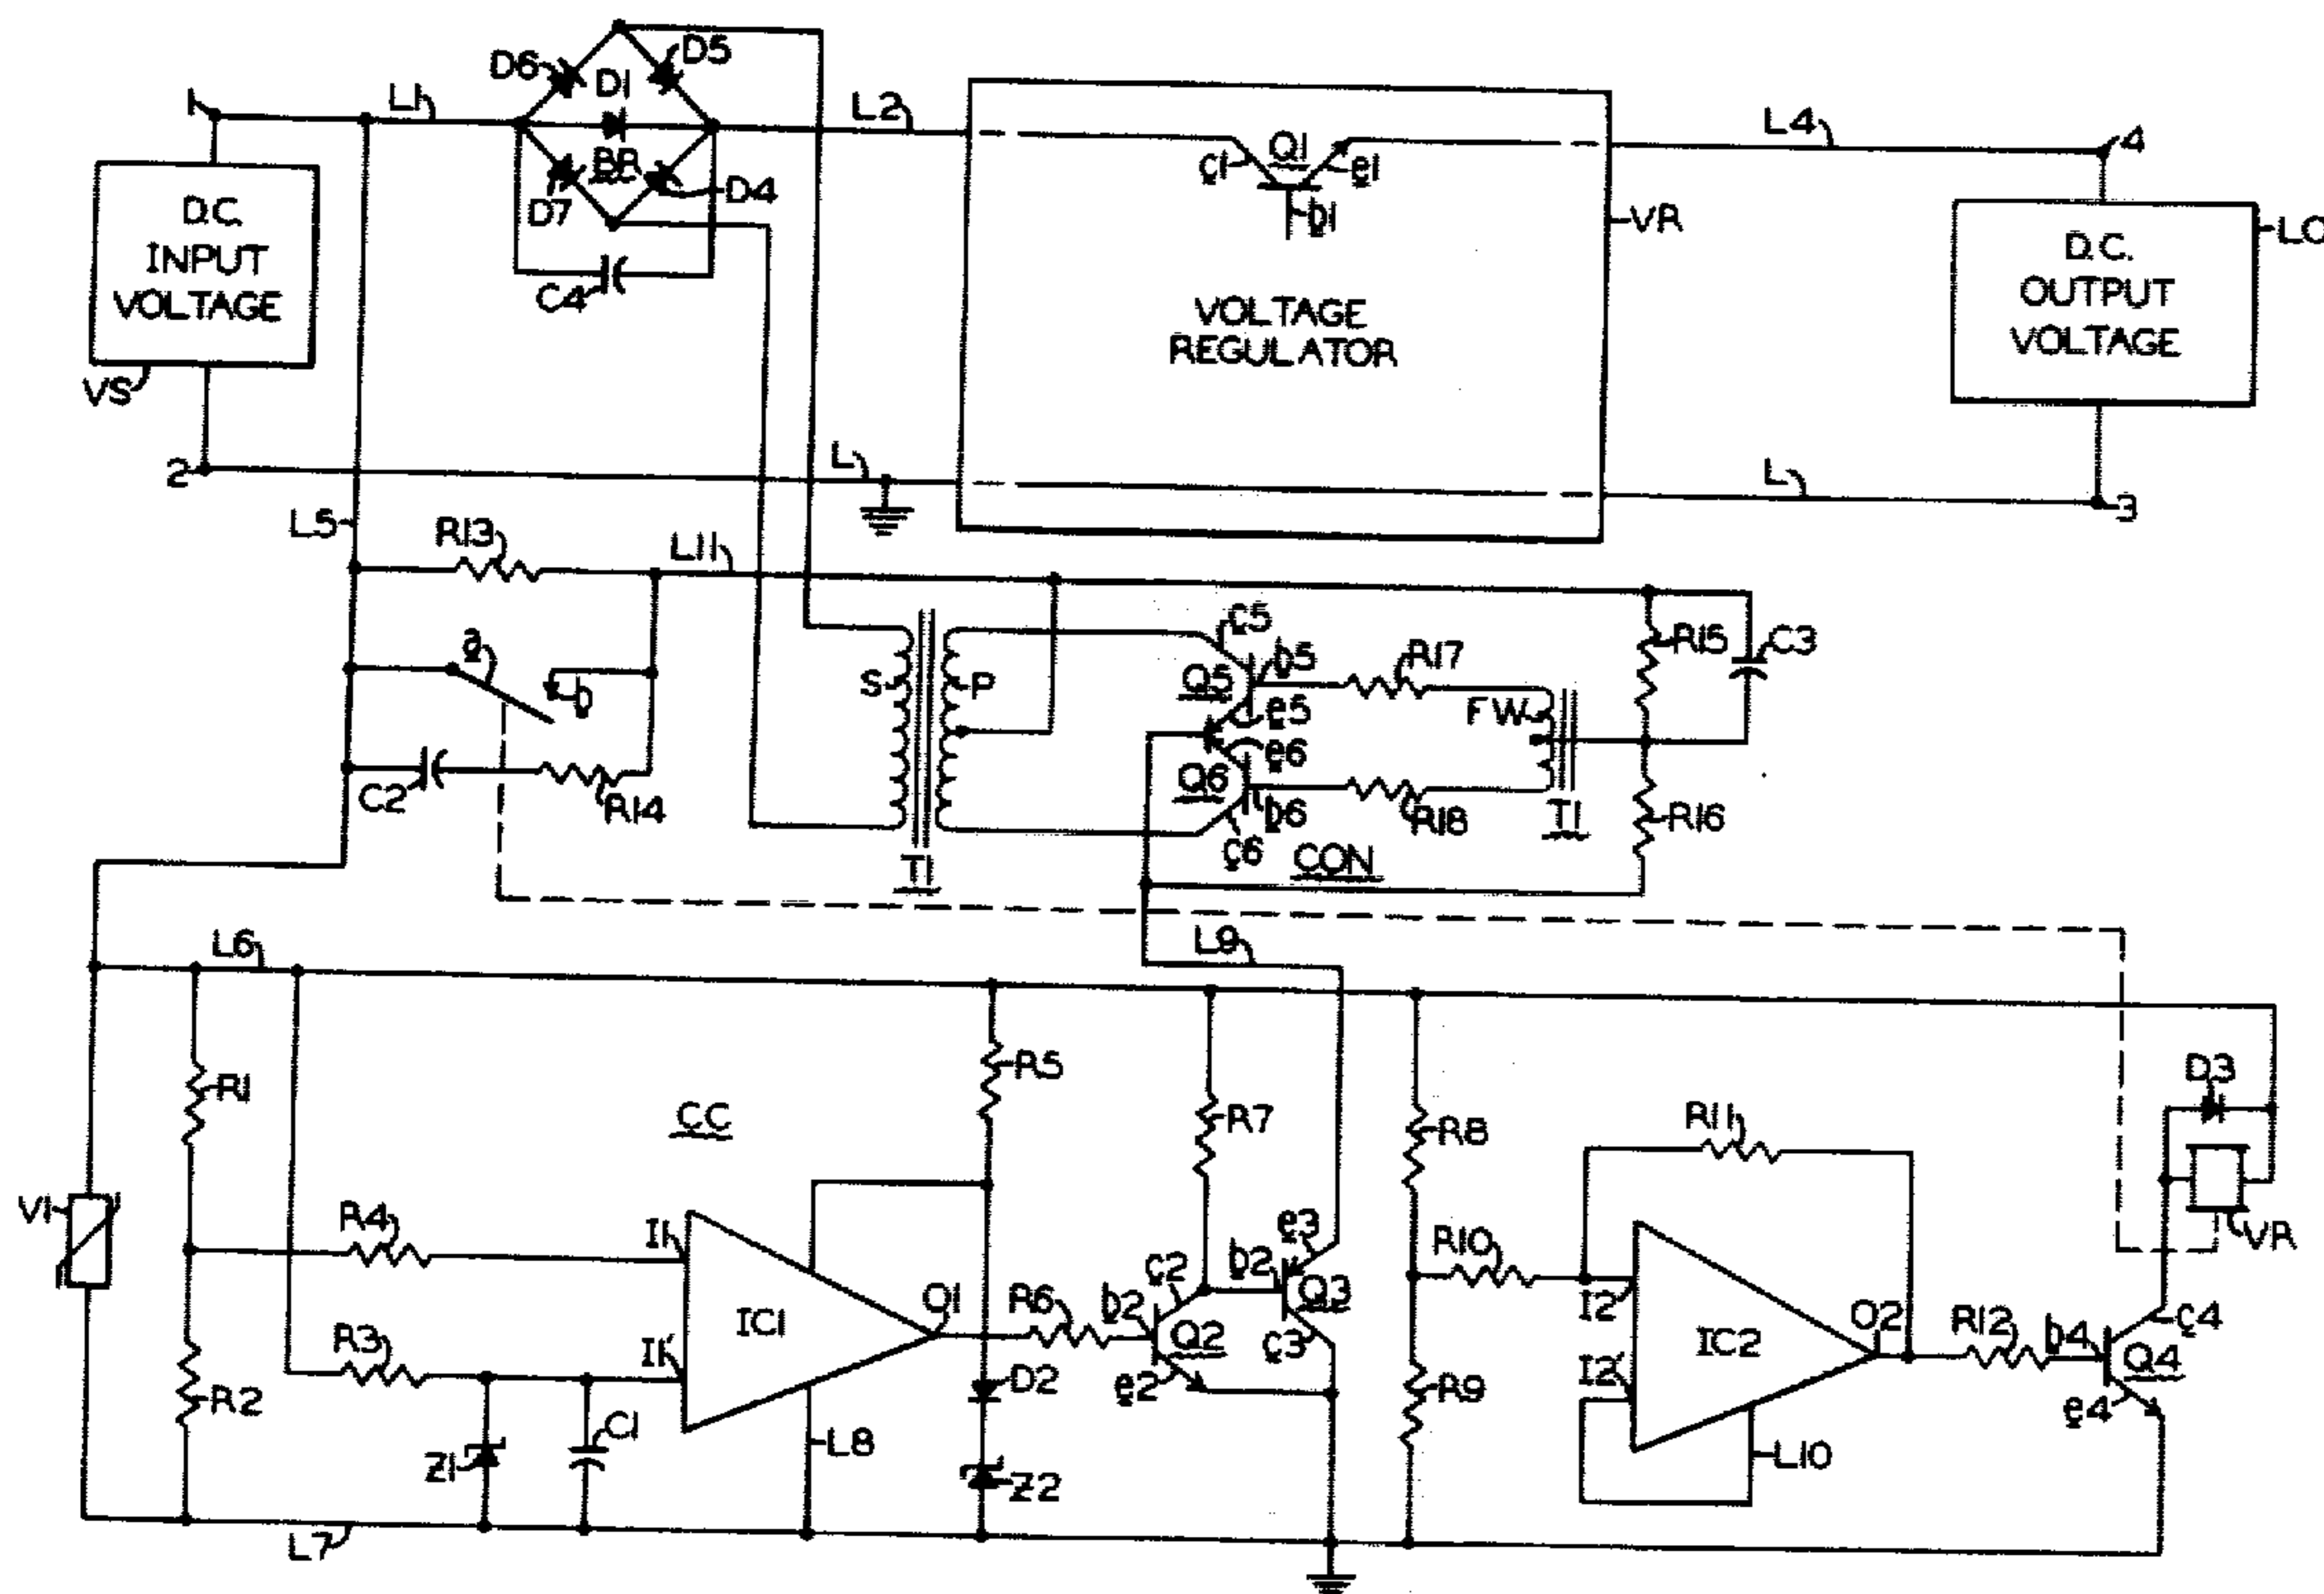 D6
D5
D1
1
L1
L2
L4
4
BR
Q1
c1
e1
b1
D7
D4
VR
LO
D.C.
INPUT
VOLTAGE
D.C.
OUTPUT
VOLTAGE
C4
VOLTAGE
REGULATOR
VS
2
L
L
3
L5
R13
L11
a
b
c5
R15
C3
S
P
Q5
b5
R17
e5
FW
e6
Q6
C2
R14
b6
R18
T1
R16
c6
CON
T1
L6
L9
R1
CC
R5
R7
R8
D3
R11
V1
R4
I1
e3
R10
VR
c2
b2
Q3
I2
IC1
O1
R6
b2
Q2
c3
IC2
O2
R12
b4
c4
Q4
R3
I1'
I2'
R2
D2
e2
R9
e4
Z1
C1
L8
Z2
L10
L7